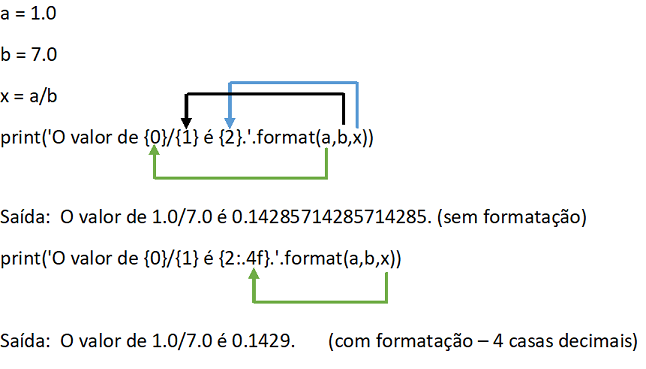 a = 1.0
b = 7.0
x = a/b
print('O valor de {0}/{1} é {2}.'.format(a,b,x))
Saída:  O valor de 1.0/7.0 é 0.14285714285714285. (sem formatação)
print('O valor de {0}/{1} é {2:.4f}.'.format(a,b,x))
Saída:  O valor de 1.0/7.0 é 0.1429.      (com formatação – 4 casas decimais)